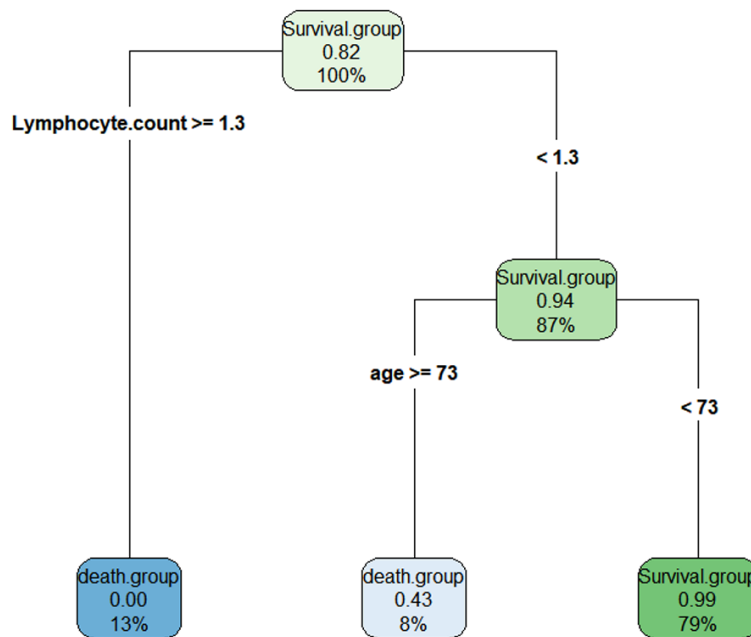 Survival.group
0.82
100%
Lymphocyte.count >= 1.3
< 1.3
Survival.group
0.94
87%
age >= 73
< 73
death.group
0.00
13%
death.group
0.43
8%
Survival.group
0.99
79%